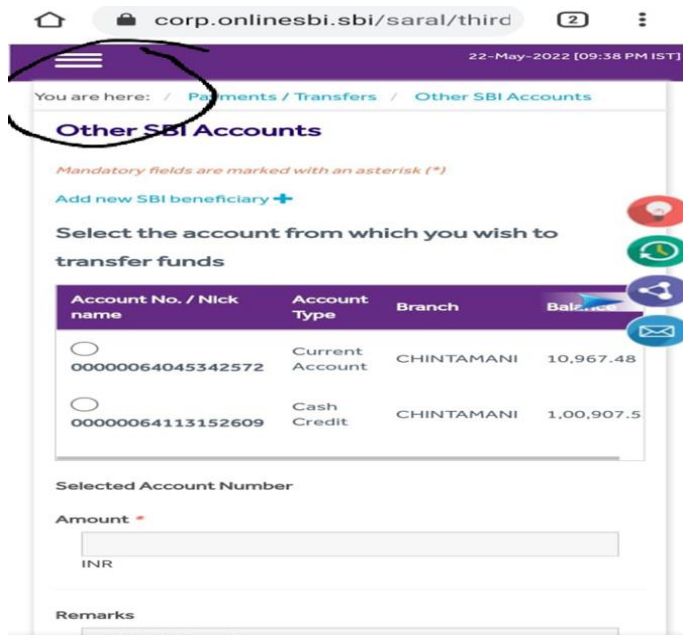 corp.onlinesbi.sbi/saral/third
2
22-May-2022 [09:38 PM IST]
You are here: / Payments / Transfers / Other SBI Accounts
Other SBI Accounts
Mandatory fields are marked with an asterisk (*)
Add new SBI beneficiary
Select the account from which you wish to
transfer funds
Account No. / Nick name Account Type Branch Balance
00000064045342572 Current Account CHINTAMANI 10,967.48
00000064113152609 Cash Credit CHINTAMANI 1,00,907.5
Selected Account Number
Amount *
INR
Remarks